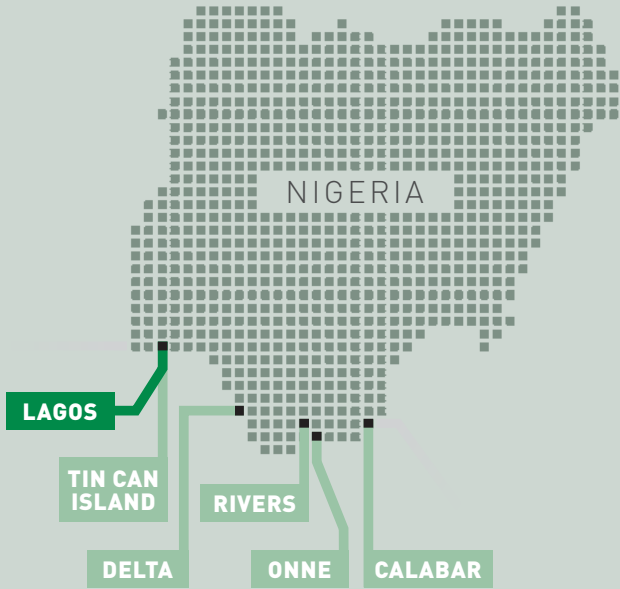 NIGERIA
LAGOS
TIN CAN
ISLAND
RIVERS
DELTA
ONNE
CALABAR